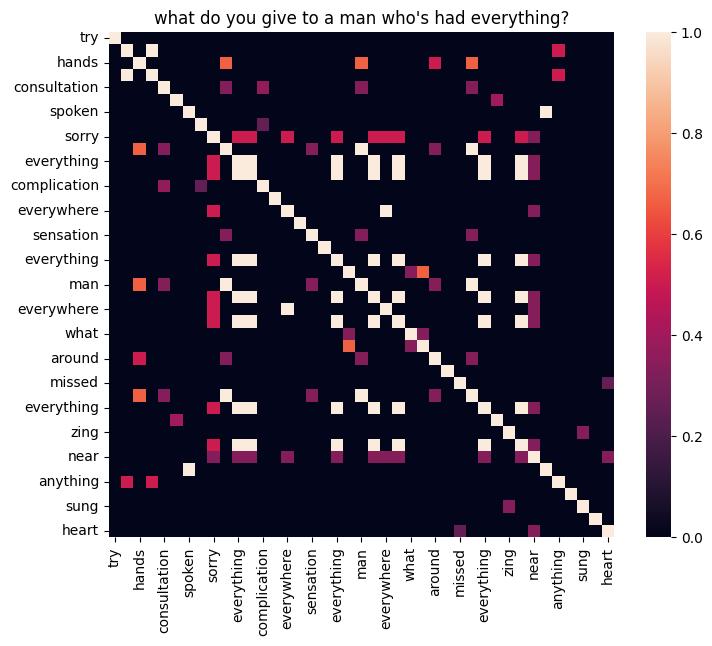 what do you give to a man who's had everything?
try
hands
consultation
spoken
sorry
everything
complication
everywhere
sensation
everything
man
everywhere
what
around
missed
everything
zing
near
anything
sung
heart
1.0
0.8
0.6
0.4
0.2
0.0
try
hands
consultation
spoken
sorry
everything
complication
everywhere
sensation
everything
man
everywhere
what
around
missed
everything
zing
near
anything
sung
heart